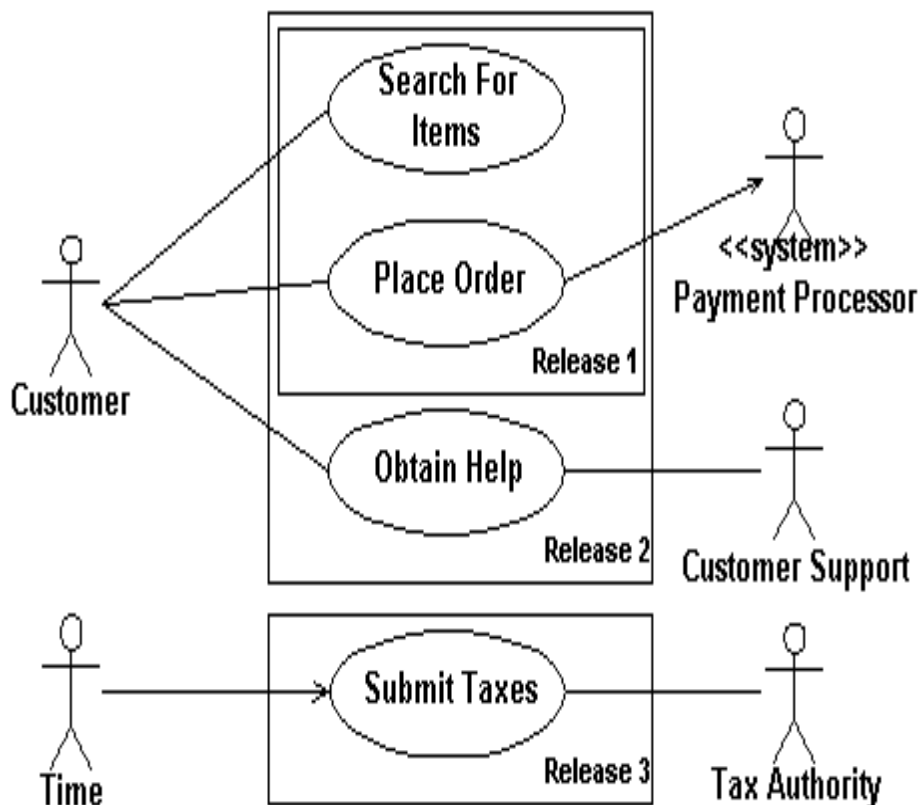 Search For
Items
<<system>>
Payment Processor
Place Order
Release 1
Customer
Obtain Help
Release 2
Customer Support
Submit Taxes
Release 3
Time
Tax Authority